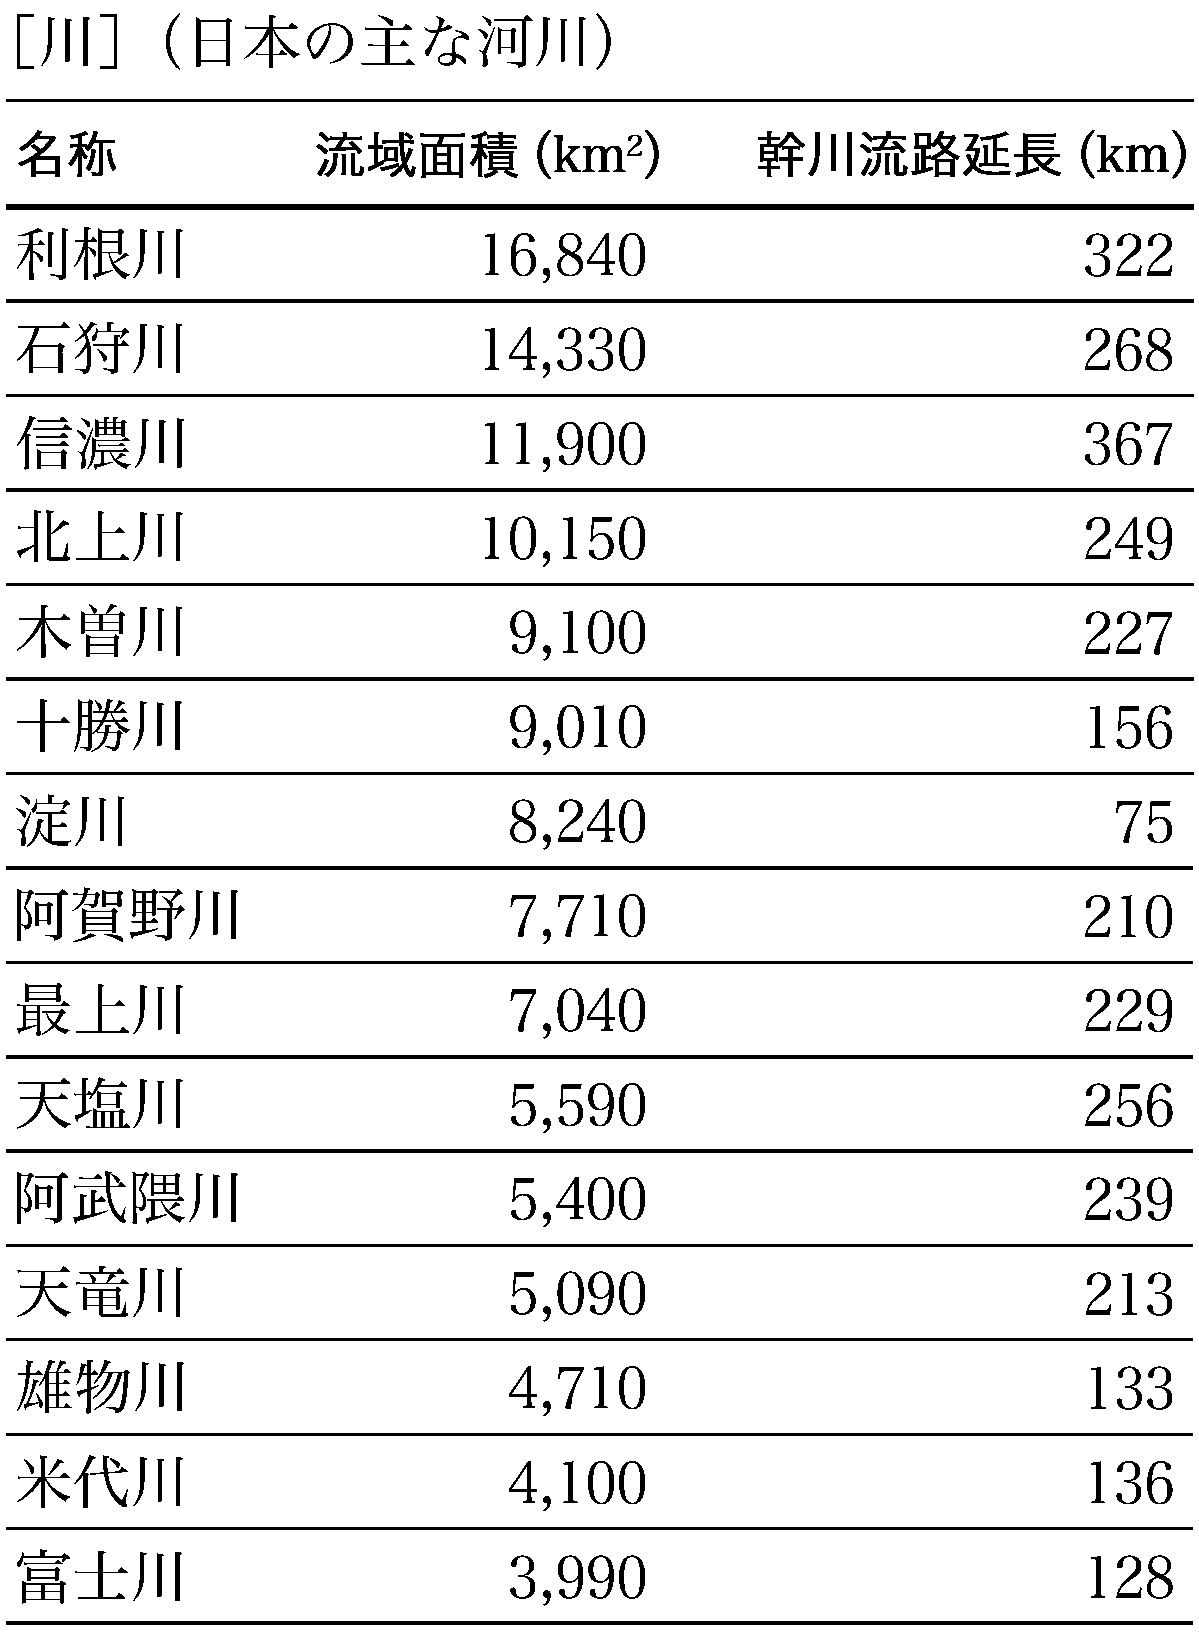 ［川］（日本の主な河川）
名称 流域面積 (km²) 幹川流路延長 (km)
利根川 16,840 322
石狩川 14,330 268
信濃川 11,900 367
北上川 10,150 249
木曽川 9,100 227
十勝川 9,010 156
淀川 8,240 75
阿賀野川 7,710 210
最上川 7,040 229
天塩川 5,590 256
阿武隈川 5,400 239
天竜川 5,090 213
雄物川 4,710 133
米代川 4,100 136
富士川 3,990 128